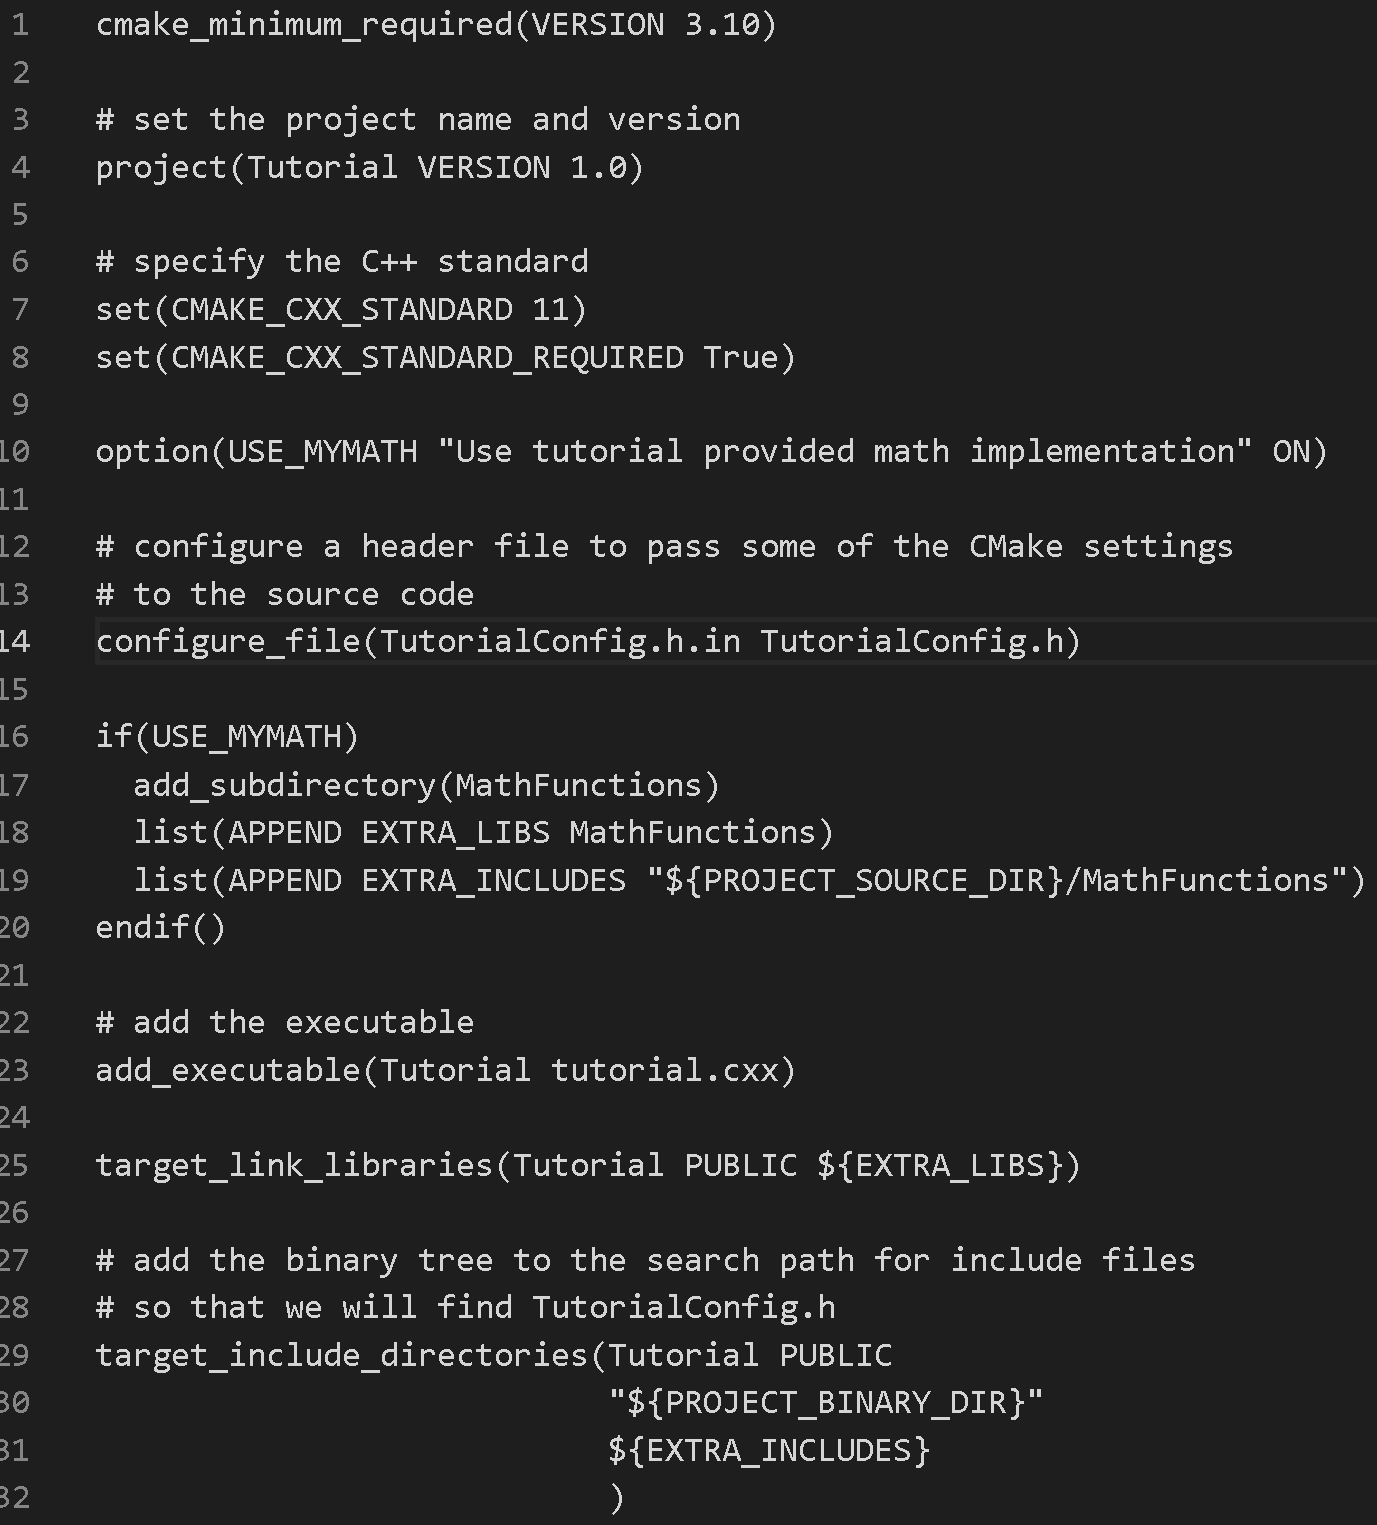 1 cmake_minimum_required(VERSION 3.10)
2
3 # set the project name and version
4 project(Tutorial VERSION 1.0)
5
6 # specify the C++ standard
7 set(CMAKE_CXX_STANDARD 11)
8 set(CMAKE_CXX_STANDARD_REQUIRED True)
9
10 option(USE_MYMATH "Use tutorial provided math implementation" ON)
11
12 # configure a header file to pass some of the CMake settings
13 # to the source code
14 configure_file(TutorialConfig.h.in TutorialConfig.h)
15
16 if(USE_MYMATH)
17   add_subdirectory(MathFunctions)
18   list(APPEND EXTRA_LIBS MathFunctions)
19   list(APPEND EXTRA_INCLUDES "${PROJECT_SOURCE_DIR}/MathFunctions")
20 endif()
21
22 # add the executable
23 add_executable(Tutorial tutorial.cxx)
24
25 target_link_libraries(Tutorial PUBLIC ${EXTRA_LIBS})
26
27 # add the binary tree to the search path for include files
28 # so that we will find TutorialConfig.h
29 target_include_directories(Tutorial PUBLIC
30                            "${PROJECT_BINARY_DIR}"
31                            ${EXTRA_INCLUDES}
32                            )